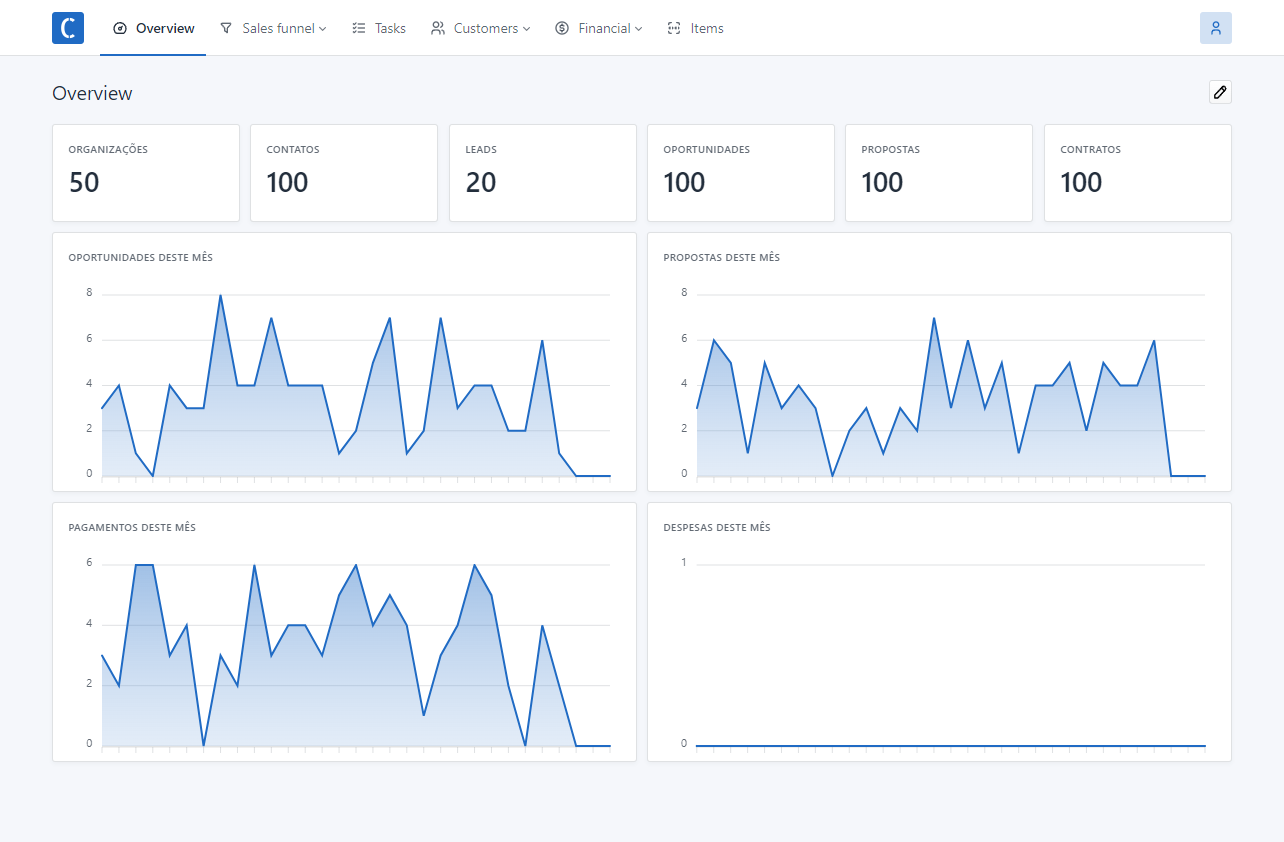 Overview Sales funnel Tasks Customers Financial Items
Overview
ORGANIZAÇÕES
50
CONTATOS
100
LEADS
20
OPORTUNIDADES
100
PROPOSTAS
100
CONTRATOS
100
OPORTUNIDADES DESTE MÊS
8
6
4
2
0
PROPOSTAS DESTE MÊS
8
6
4
2
0
PAGAMENTOS DESTE MÊS
6
4
2
0
DESPESAS DESTE MÊS
1
0